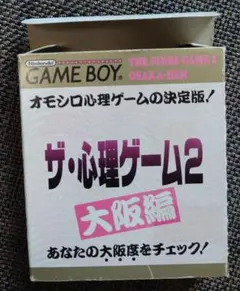 Nintendo
GAME BOY
THE SINRI GAME 2
OSAKA-HEN
オモシロ心理ゲームの決定版!
ザ・心理ゲーム2
大阪編
あなたの大阪度をチェック!